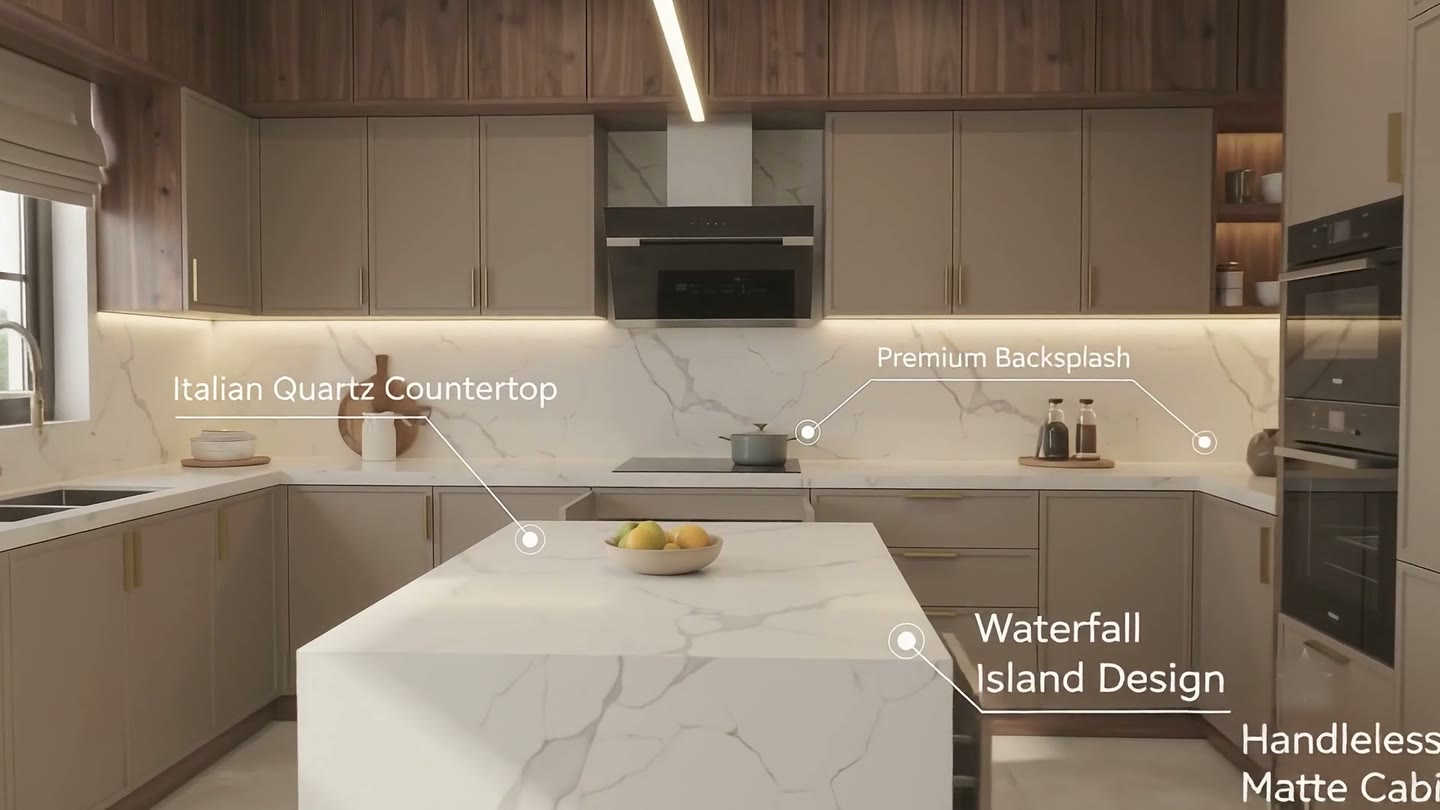 Italian Quartz Countertop
Premium Backsplash
Waterfall
Island Design
Handleless
Matte